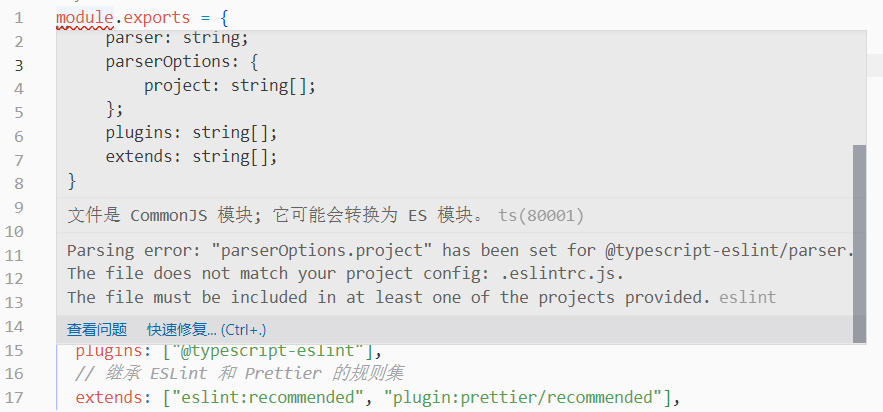 1 module.exports = {
2 parser: string;
3 parserOptions: {
4 project: string[];
5 };
6 plugins: string[];
7 extends: string[];
8 }
9 文件是 CommonJS 模块; 它可能会转换为 ES 模块。 ts(80001)
10
11 Parsing error: "parserOptions.project" has been set for @typescript-eslint/parser.
12 The file does not match your project config: .eslintrc.js.
13 The file must be included in at least one of the projects provided. eslint
14 查看问题 快速修复... (Ctrl+.)
15 plugins: ["@typescript-eslint"],
16 // 继承 ESLint 和 Prettier 的规则集
17 extends: ["eslint:recommended", "plugin:prettier/recommended"],